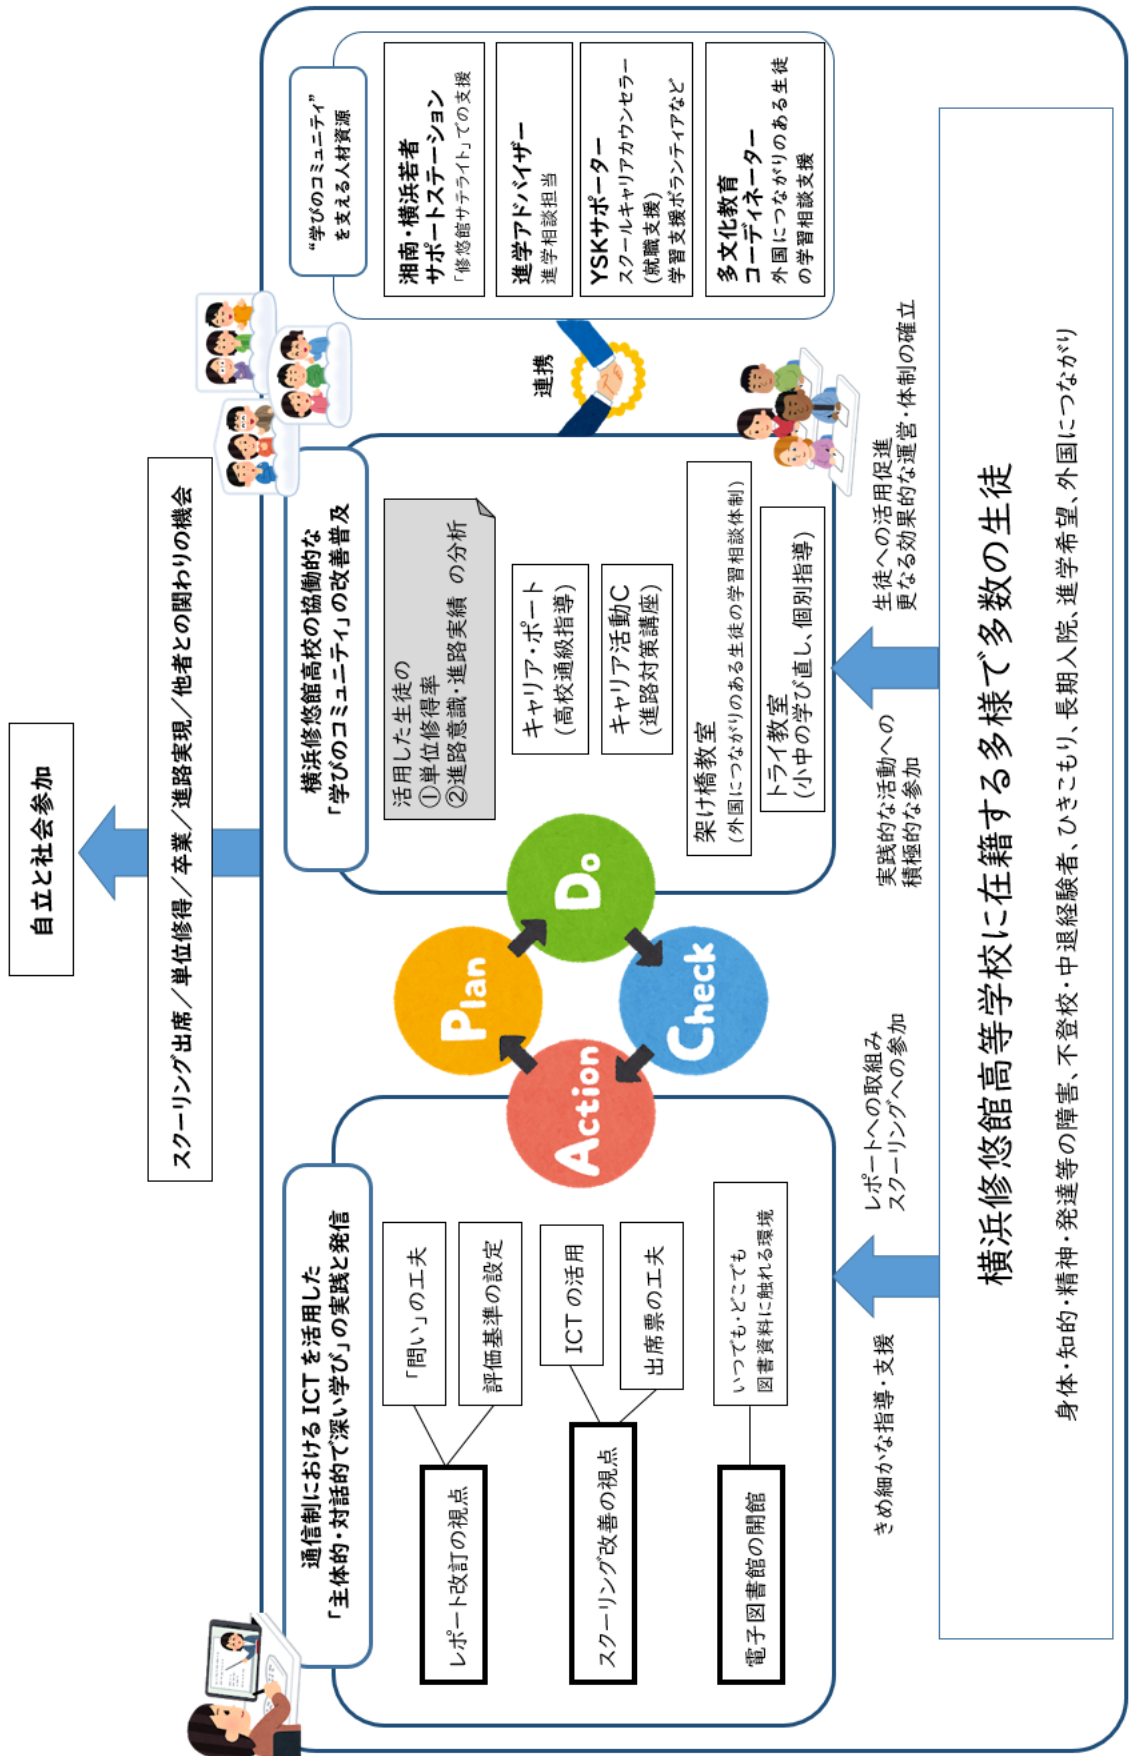 自立と社会参加
スクーリング出席／単位修得／卒業／進路実現／他者との関わりの機会
通信制における ICT を活用した
「主体的・対話的で深い学び」の実践と発信
レポート改訂の視点
「問い」の工夫
評価基準の設定
スクーリング改善の視点
ICT の活用
出席票の工夫
電子図書館の開館
いつでも・どこでも
図書資料に触れる環境
Plan
Do
Check
Action
横浜修悠館高校の協働的な
「学びのコミュニティ」の改善普及
活用した生徒の
①単位修得率
②進路意識・進路実績 の分析
キャリア・ポート
(高校通級指導)
キャリア活動C
(進路対策講座)
架け橋教室
(外国につながりのある生徒の学習相談体制)
トライ教室
(小中の学び直し、個別指導)
連携
“学びのコミュニティ”
を支える人材資源
湘南・横浜若者
サポートステーション
「修悠館サテライト」での支援
進学アドバイザー
進学相談担当
YSKサポーター
スクールキャリアカウンセラー
(就職支援)
学習支援ボランティアなど
多文化教育
コーディネーター
外国につながりのある生徒
の学習相談支援
きめ細かな指導・支援
レポートへの取組み
スクーリングへの参加
実践的な活動への
積極的な参加
生徒への活用促進
更なる効果的な運営・体制の確立
横浜修悠館高等学校に在籍する多様で多数の生徒
身体・知的・精神・発達等の障害、不登校・中退経験者、ひきこもり、長期入院、進学希望、外国につながり